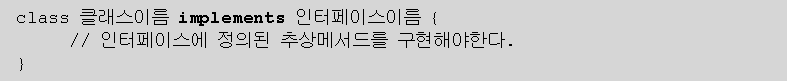 class 클래스이름 implements 인터페이스이름 {
// 인터페이스에 정의된 추상메서드를 구현해야한다.
}